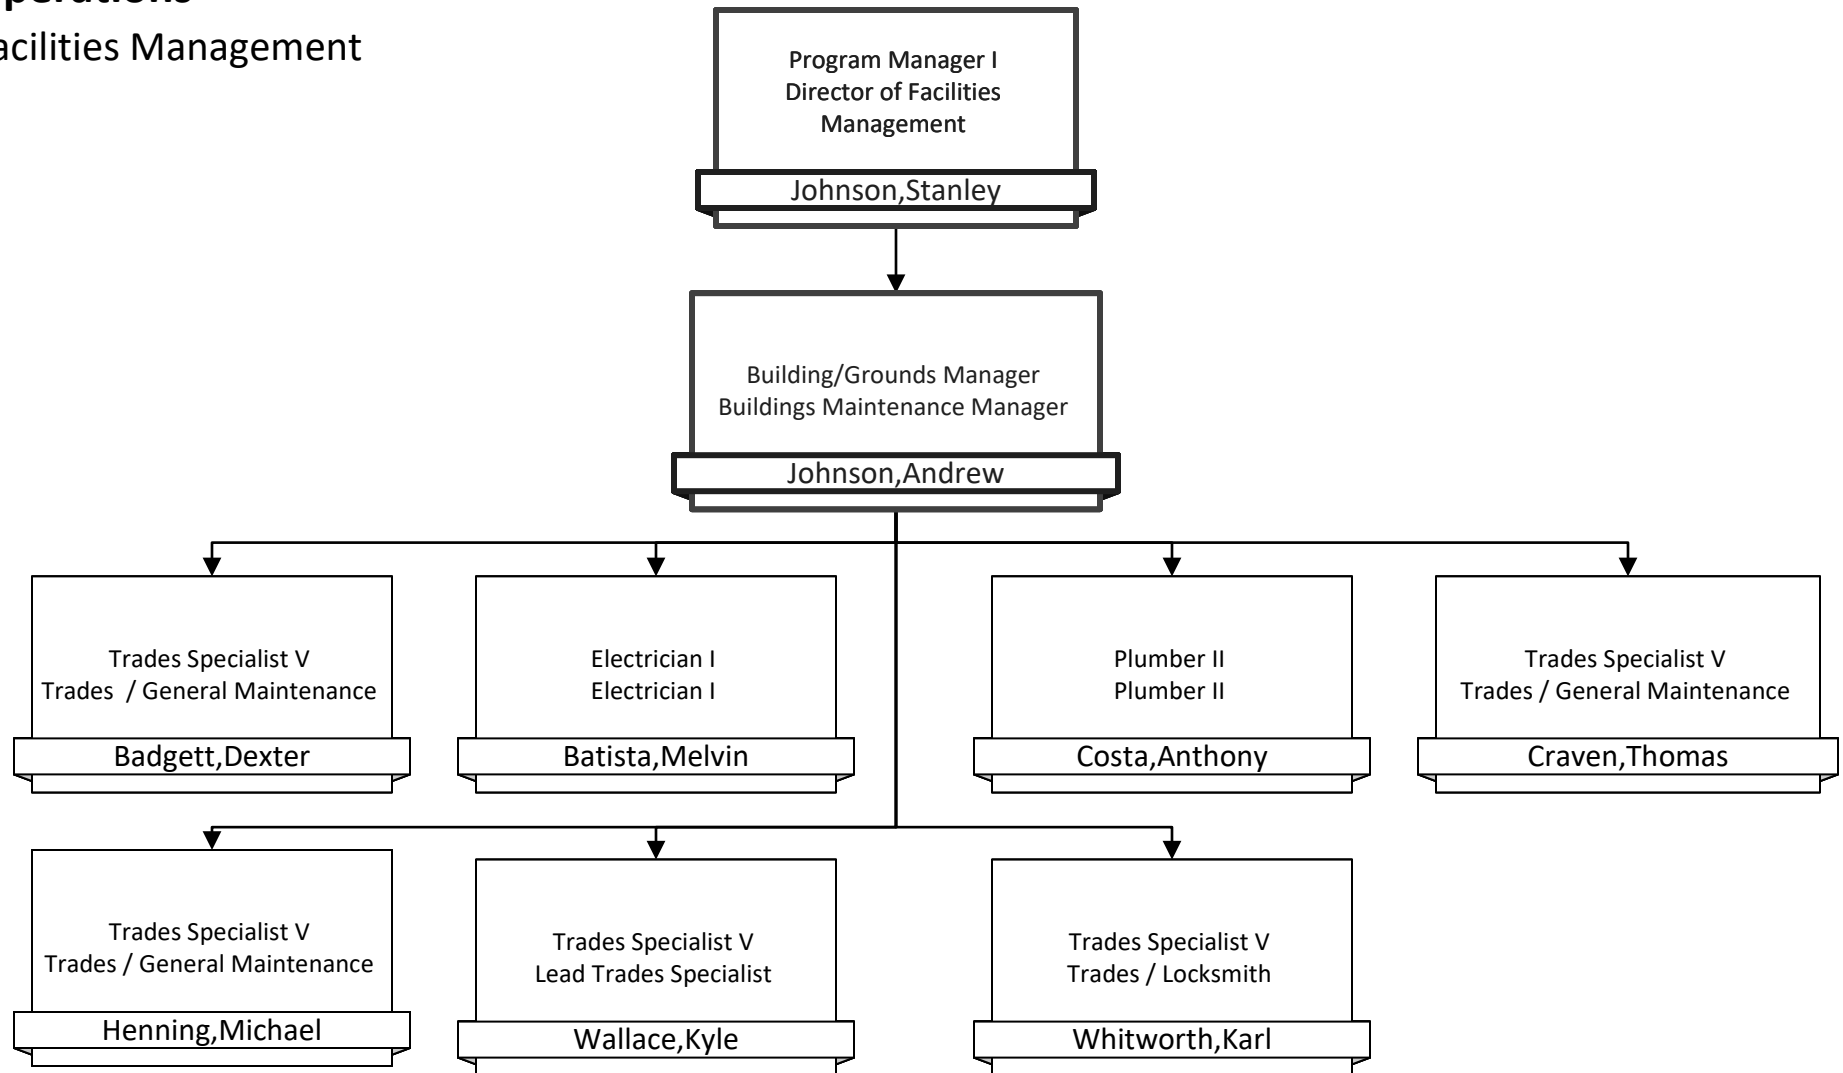 perations
acilities Management
Program Manager I
Director of Facilities
Management
Johnson,Stanley
Building/Grounds Manager
Buildings Maintenance Manager
Johnson,Andrew
Trades Specialist V
Trades / General Maintenance
Badgett,Dexter
Electrician I
Electrician I
Batista,Melvin
Plumber II
Plumber II
Costa,Anthony
Trades Specialist V
Trades / General Maintenance
Craven,Thomas
Trades Specialist V
Trades / General Maintenance
Henning,Michael
Trades Specialist V
Lead Trades Specialist
Wallace,Kyle
Trades Specialist V
Trades / Locksmith
Whitworth,Karl